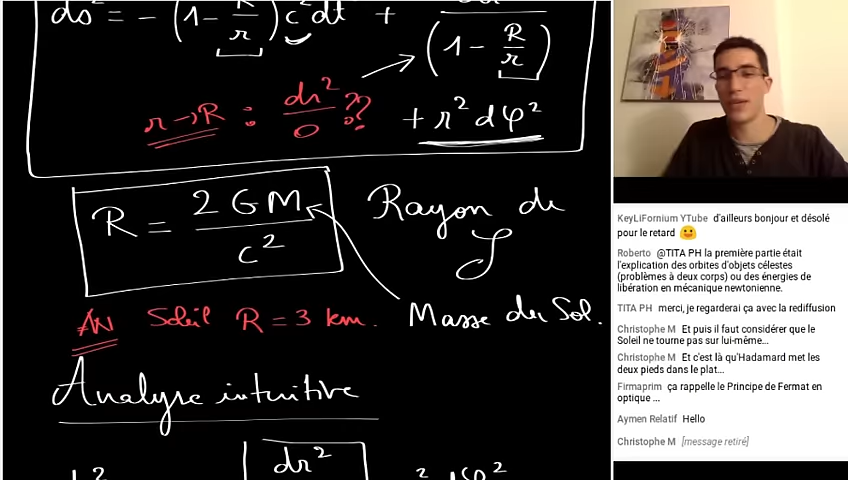 ds² = - (1 - R/r) c² dt² + 
(1 - R/r)
r → R : dr²/0 ??
+ r² dφ²
R = 2GM/c²
Rayon de
S
AN Soleil R = 3 km.
Masse du Sol.
Analyse intuitive
dr²
² dφ²
KeyLiFornium YTube d'ailleurs bonjour et désolé
pour le retard
Roberto @TITA PH la première partie était
l'explication des orbites d'objets célestes
(problèmes à deux corps) ou des énergies de
libération en mécanique newtonienne.
TITA PH merci, je regarderai ça avec la rediffusion
Christophe M Et puis il faut considérer que le
Soleil ne tourne pas sur lui-même...
Christophe M Et c'est là qu'Hadamard met les
deux pieds dans le plat...
Firmaprim ça rappelle le Principe de Fermat en
optique ...
Aymen Relatif Hello
Christophe M [message retiré]